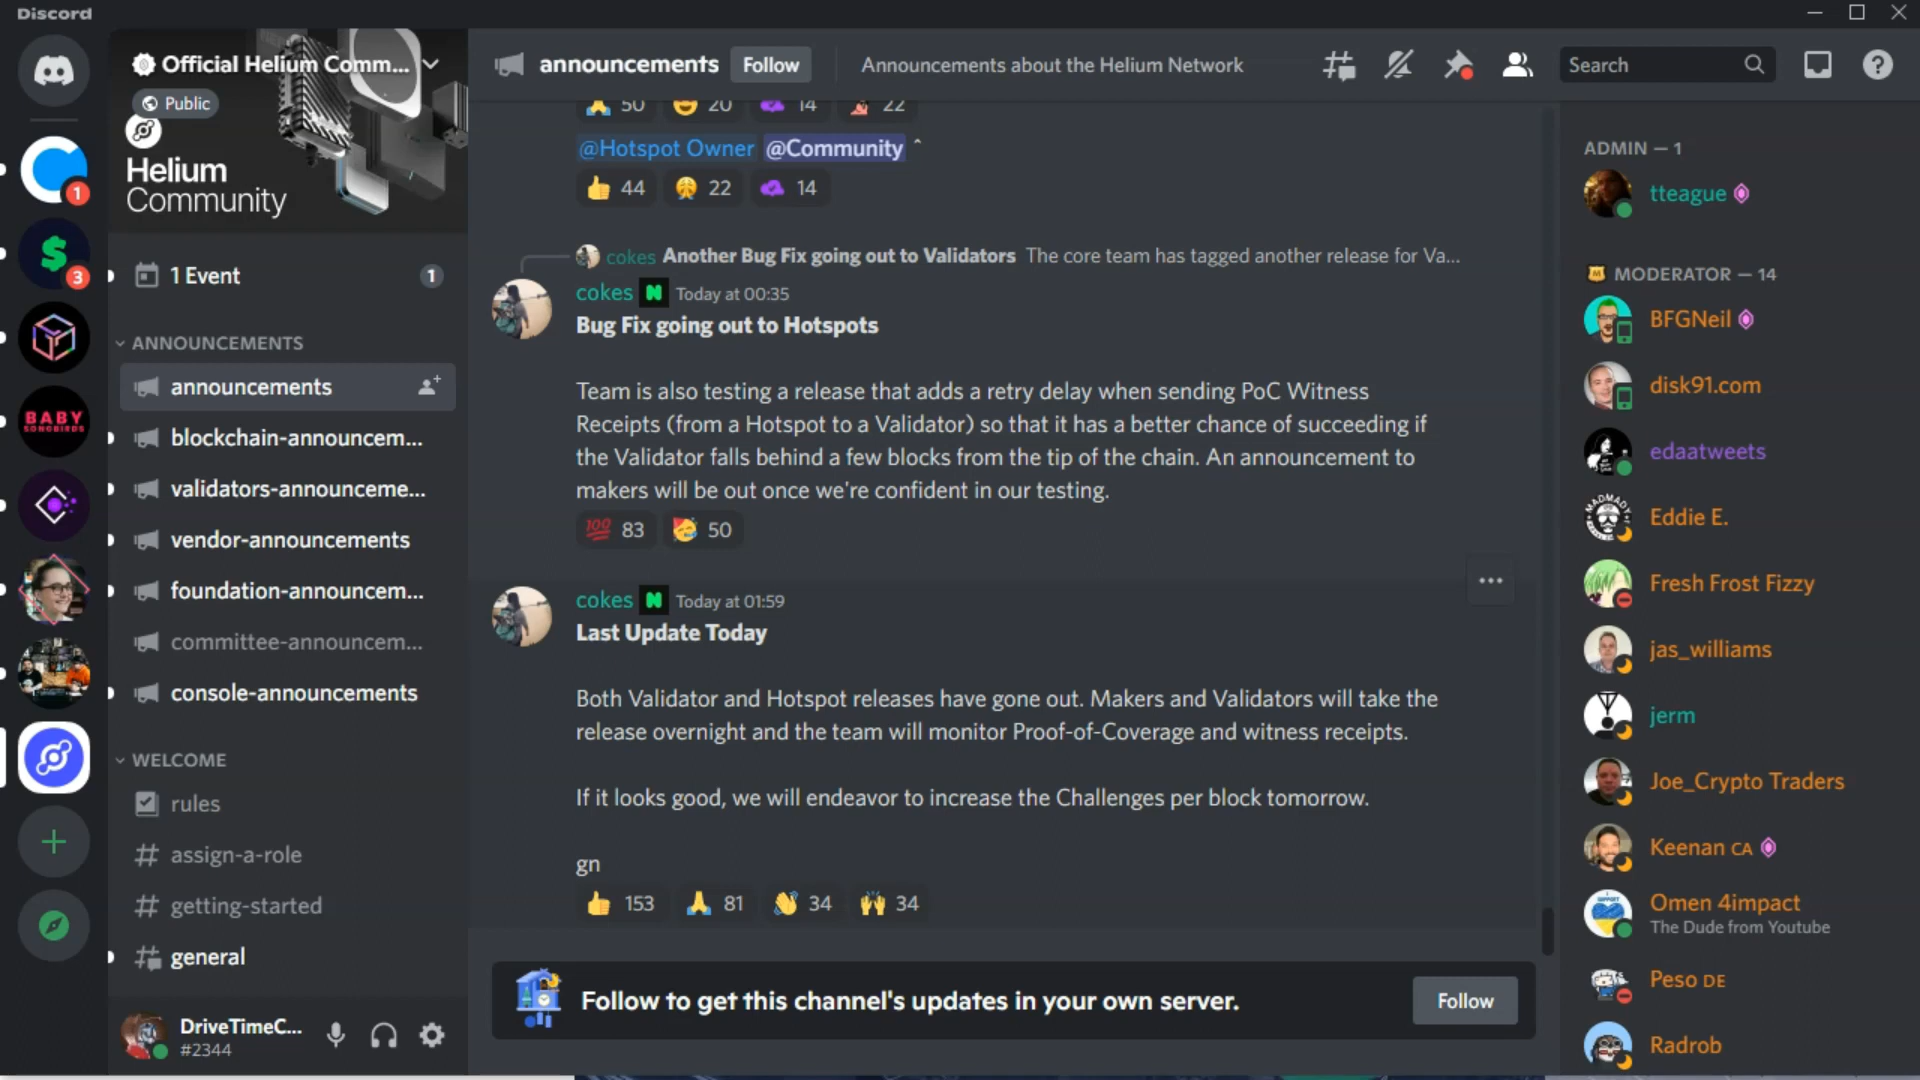 Discord
Official Helium Comm...
Public
Helium
Community
1 Event
1
ANNOUNCEMENTS
announcements
blockchain-announcem...
validators-announceme...
vendor-announcements
foundation-announcem...
committee-announcem...
console-announcements
WELCOME
rules
assign-a-role
getting-started
general
DriveTimeC...
#2344
1
3
BABY
SONGBIRDS
announcements
Follow
Announcements about the Helium Network
Search
50 20 14 22
@Hotspot Owner @Community ^
44 22 14
cokes Another Bug Fix going out to Validators The core team has tagged another release for Va...
cokes Today at 00:35
Bug Fix going out to Hotspots
Team is also testing a release that adds a retry delay when sending PoC Witness
Receipts (from a Hotspot to a Validator) so that it has a better chance of succeeding if
the Validator falls behind a few blocks from the tip of the chain. An announcement to
makers will be out once we're confident in our testing.
100 83 50
cokes Today at 01:59
Last Update Today
Both Validator and Hotspot releases have gone out. Makers and Validators will take the
release overnight and the team will monitor Proof-of-Coverage and witness receipts.
If it looks good, we will endeavor to increase the Challenges per block tomorrow.
gn
153 81 34 34
Follow to get this channel's updates in your own server.
Follow
ADMIN — 1
tteague
MODERATOR — 14
BFGNeil
disk91.com
edaatweets
Eddie E.
Fresh Frost Fizzy
jas_williams
jerm
Joe_Crypto Traders
Keenan CA
Omen 4impact
The Dude from Youtube
Peso DE
Radrob